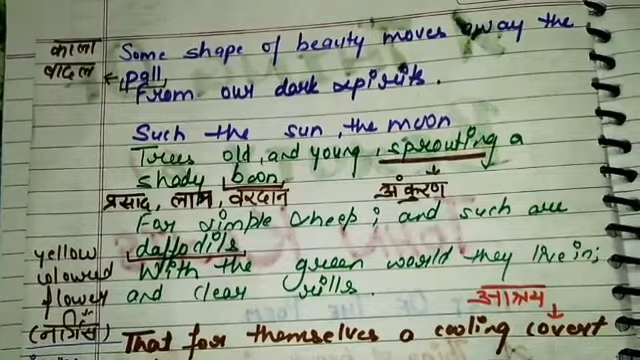 काला
बादल
Some shape of beauty moves away the
← pall
From our dark spirits.
Such the sun, the moon
Trees old, and young, sprouting a
shady boon
प्रसाद, लाभ, वरदान
अंकुरण
For simple sheep; and such are
daffodils
yellow
colowred
flower
(नर्गिस)
With the green world they live in;
and clear rills.
आश्रय
That for themselves a cooling covert